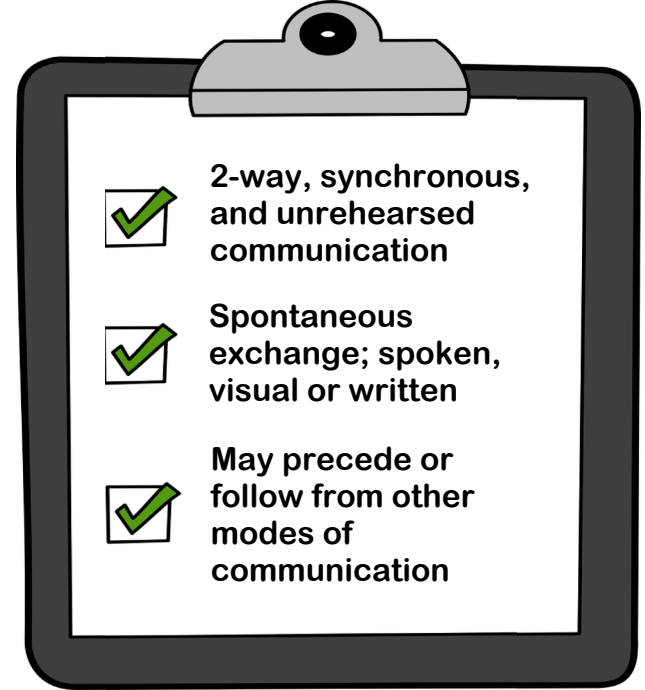 2-way, synchronous,
and unrehearsed
communication
Spontaneous
exchange; spoken,
visual or written
May precede or
follow from other
modes of
communication